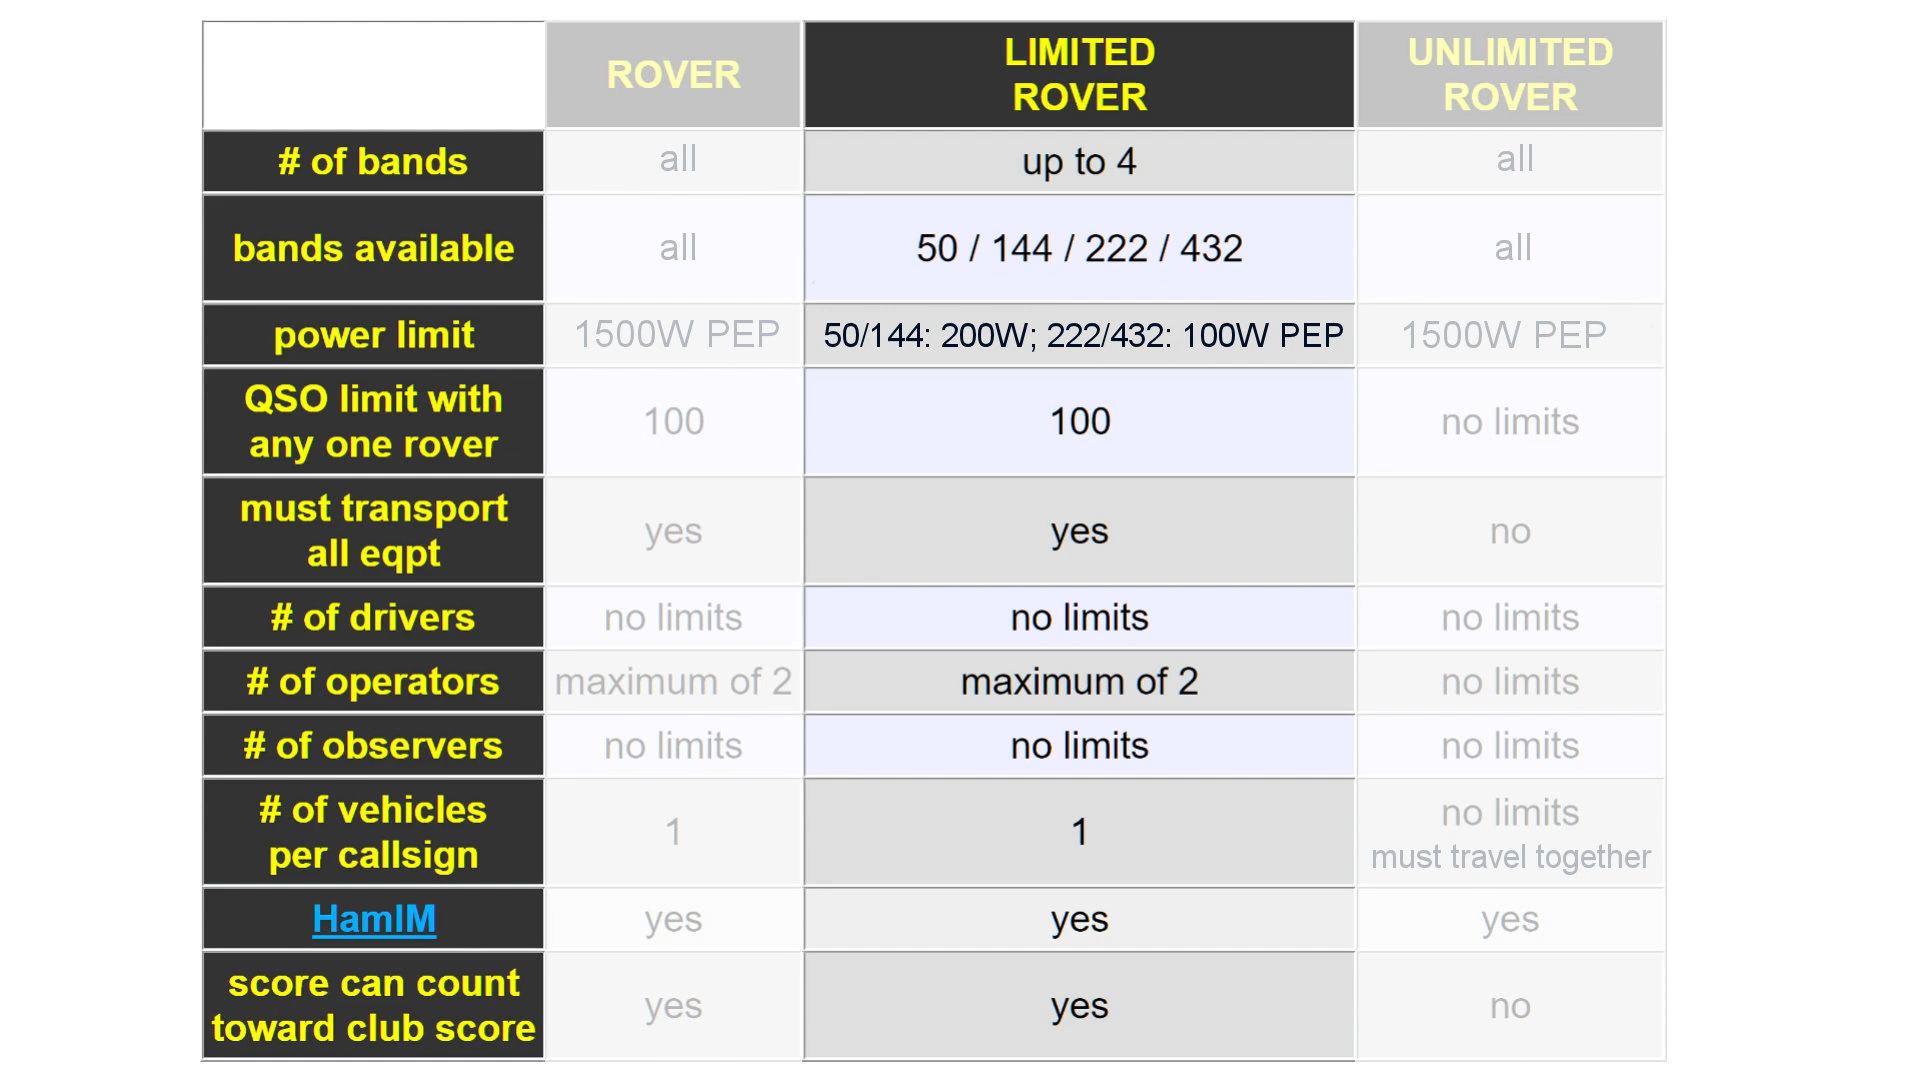 ROVER
LIMITED
ROVER
UNLIMITED
ROVER
# of bands
all
up to 4
all
bands available
all
50 / 144 / 222 / 432
all
power limit
1500W PEP
50/144: 200W; 222/432: 100W PEP
1500W PEP
QSO limit with
any one rover
100
100
no limits
must transport
all eqpt
yes
yes
no
# of drivers
no limits
no limits
no limits
# of operators
maximum of 2
maximum of 2
no limits
# of observers
no limits
no limits
no limits
# of vehicles
per callsign
1
1
no limits
must travel together
HamIM
yes
yes
yes
score can count
toward club score
yes
yes
no